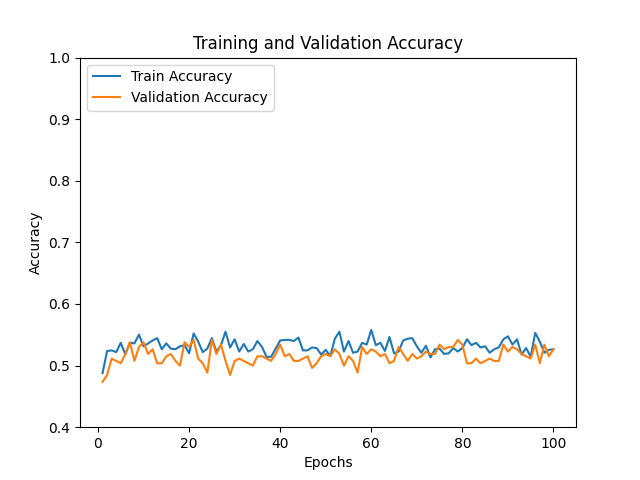 Training and Validation Accuracy
1.0
0.9
0.8
0.7
0.6
0.5
0.4
Accuracy
Train Accuracy
Validation Accuracy
0 20 40 60 80 100
Epochs